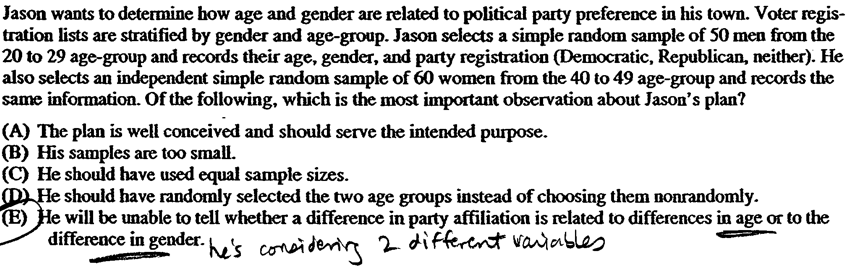 Jason wants to determine how age and gender are related to political party preference in his town. Voter regis-
tration lists are stratified by gender and age-group. Jason selects a simple random sample of 50 men from the
20 to 29 age-group and records their age, gender, and party registration (Democratic, Republican, neither). He
also selects an independent simple random sample of 60 women from the 40 to 49 age-group and records the
same information. Of the following, which is the most important observation about Jason's plan?
(A) The plan is well conceived and should serve the intended purpose.
(B) His samples are too small.
(C) He should have used equal sample sizes.
(D) He should have randomly selected the two age groups instead of choosing them nonrandomly.
(E) He will be unable to tell whether a difference in party affiliation is related to differences in age or to the
difference in gender. he's considering 2 different variables